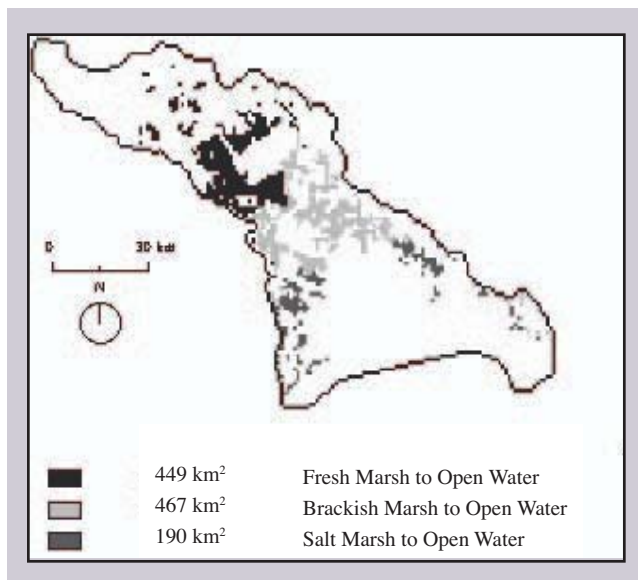 0 30 km
N
449 km² Fresh Marsh to Open Water
467 km² Brackish Marsh to Open Water
190 km² Salt Marsh to Open Water